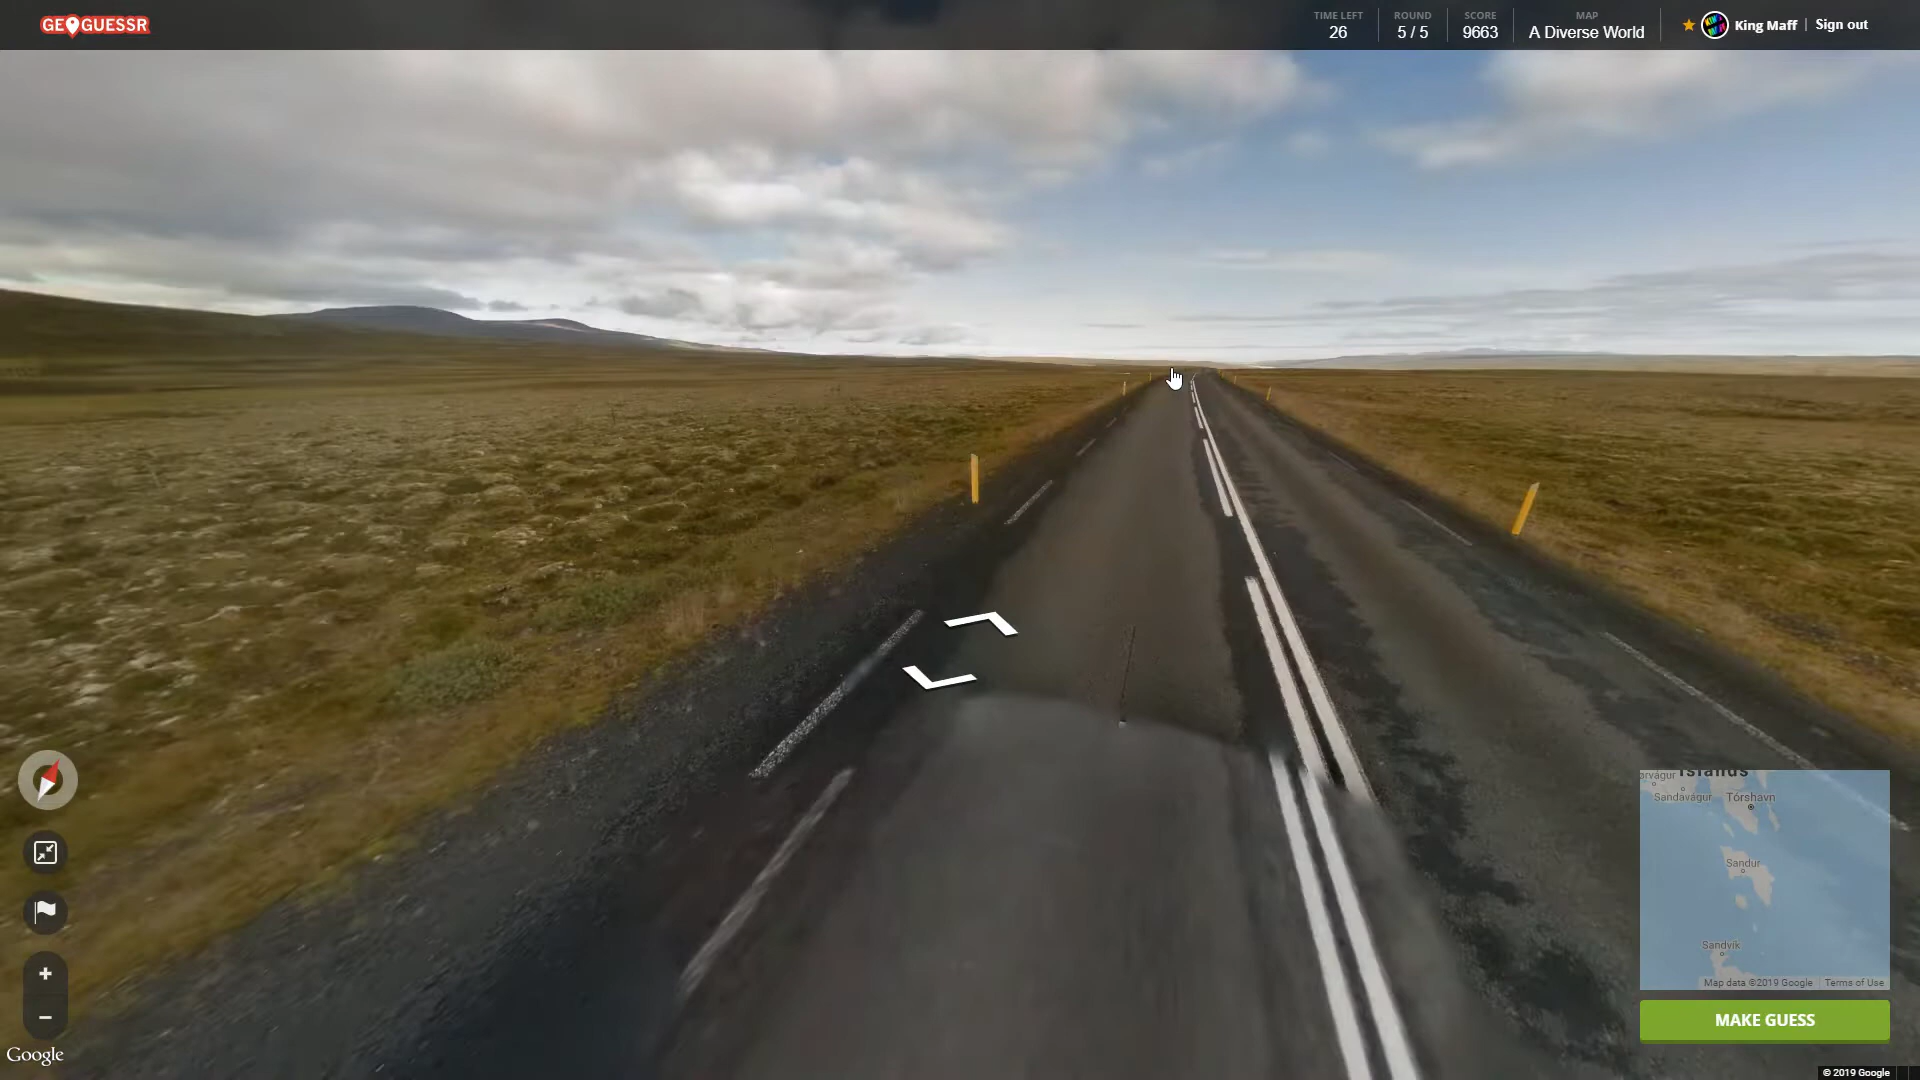 GEOGUESSR
TIME LEFT
26
ROUND
5 / 5
SCORE
9663
MAP
A Diverse World
King Maff
Sign out
Islands
Sandavágur
Tórshavn
Sandur
Sandvík
Map data ©2019 Google
Terms of Use
MAKE GUESS
Google
© 2019 Google